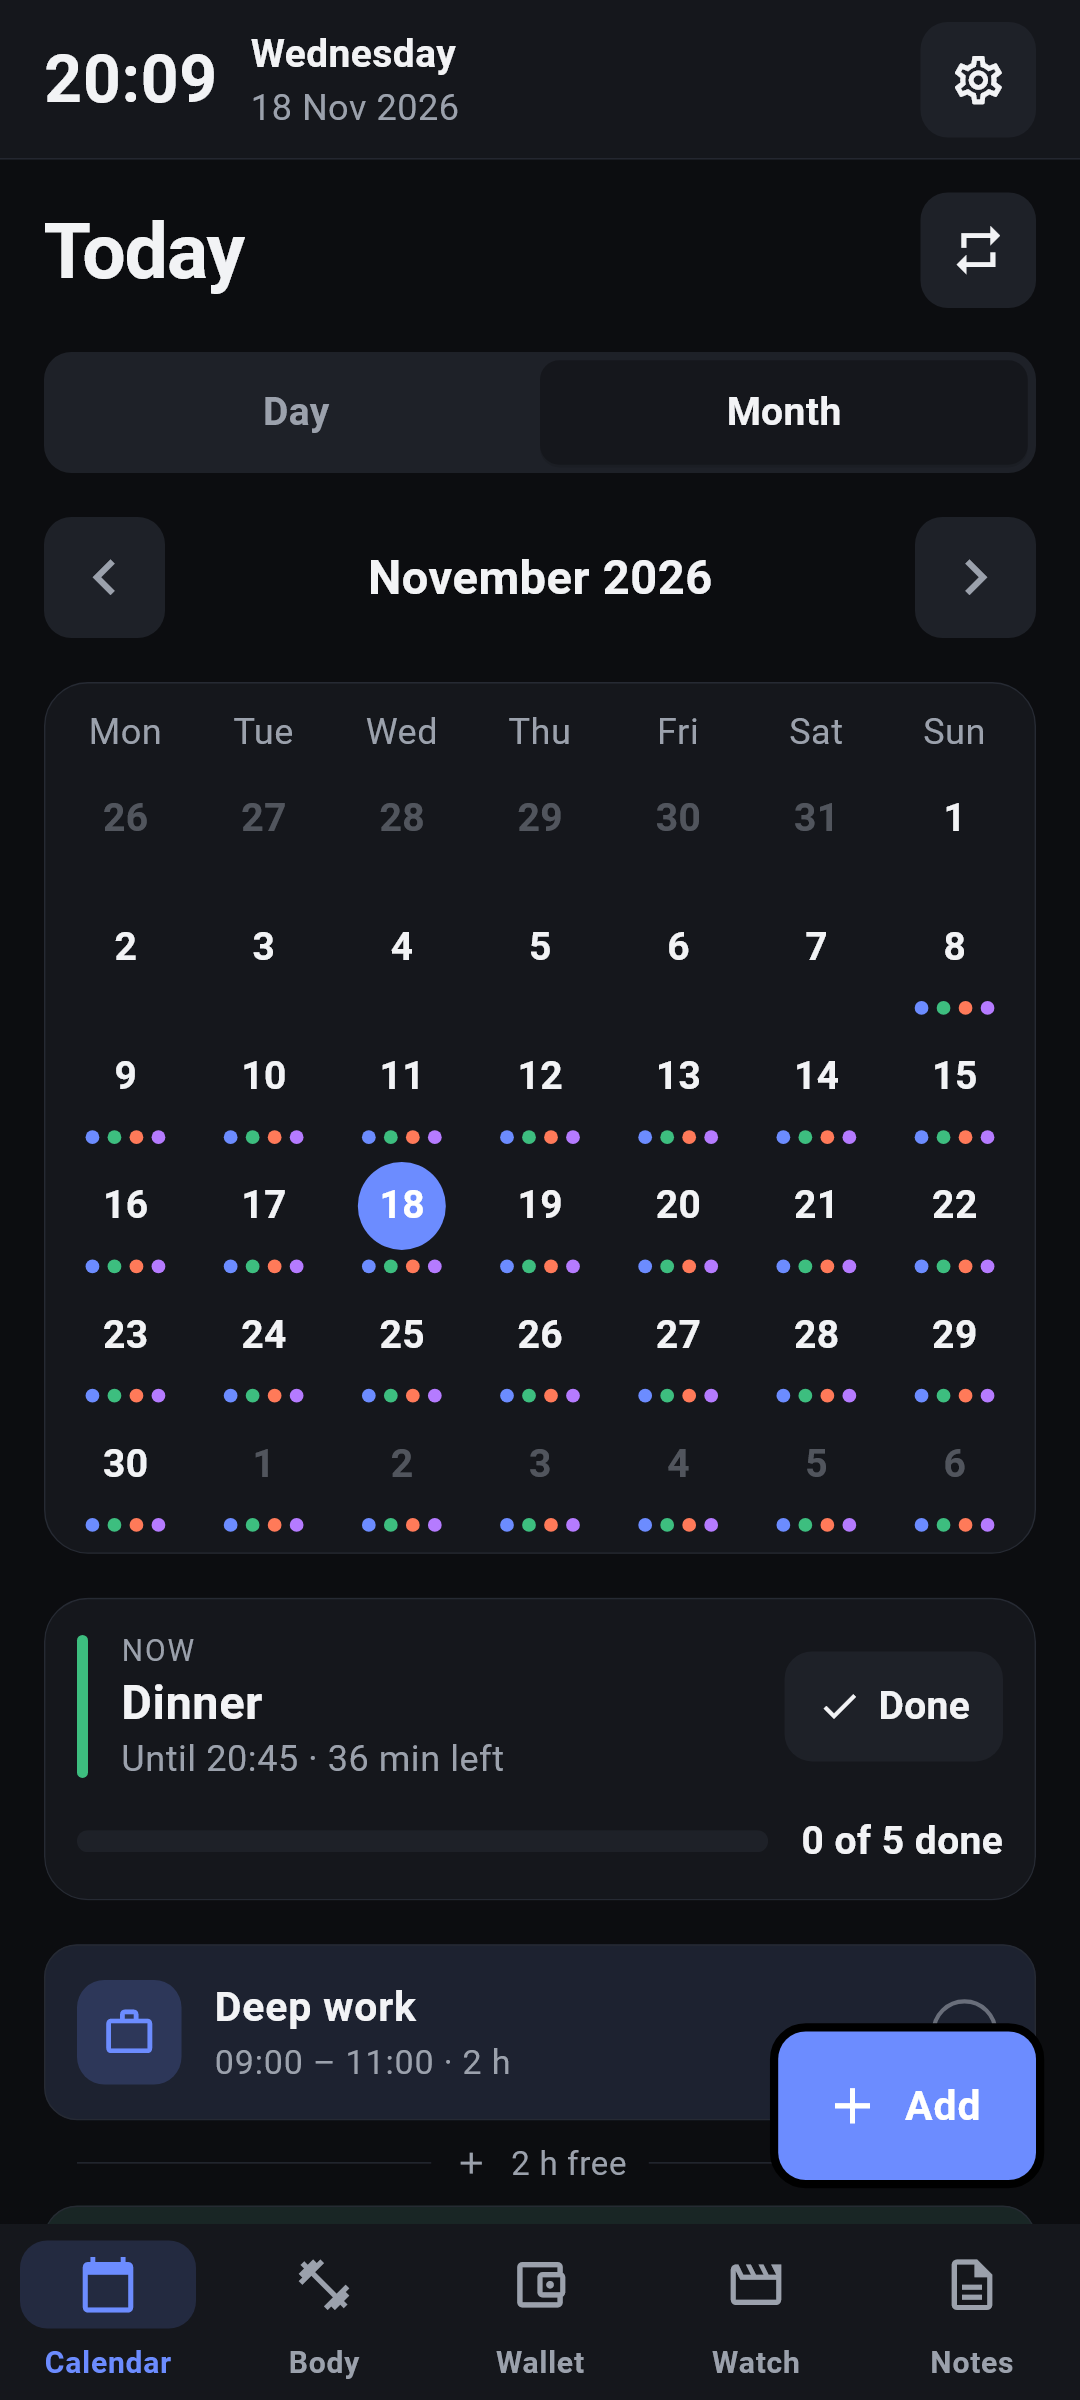 20:09
Wednesday
18 Nov 2026
Today
Day Month
November 2026
Mon Tue Wed Thu Fri Sat Sun
26 27 28 29 30 31 1
2 3 4 5 6 7 8
9 10 11 12 13 14 15
16 17 18 19 20 21 22
23 24 25 26 27 28 29
30 1 2 3 4 5 6
NOW
Dinner
Until 20:45 · 36 min left
Done
0 of 5 done
Deep work
09:00 – 11:00 · 2 h
Add
2 h free
Calendar Body Wallet Watch Notes